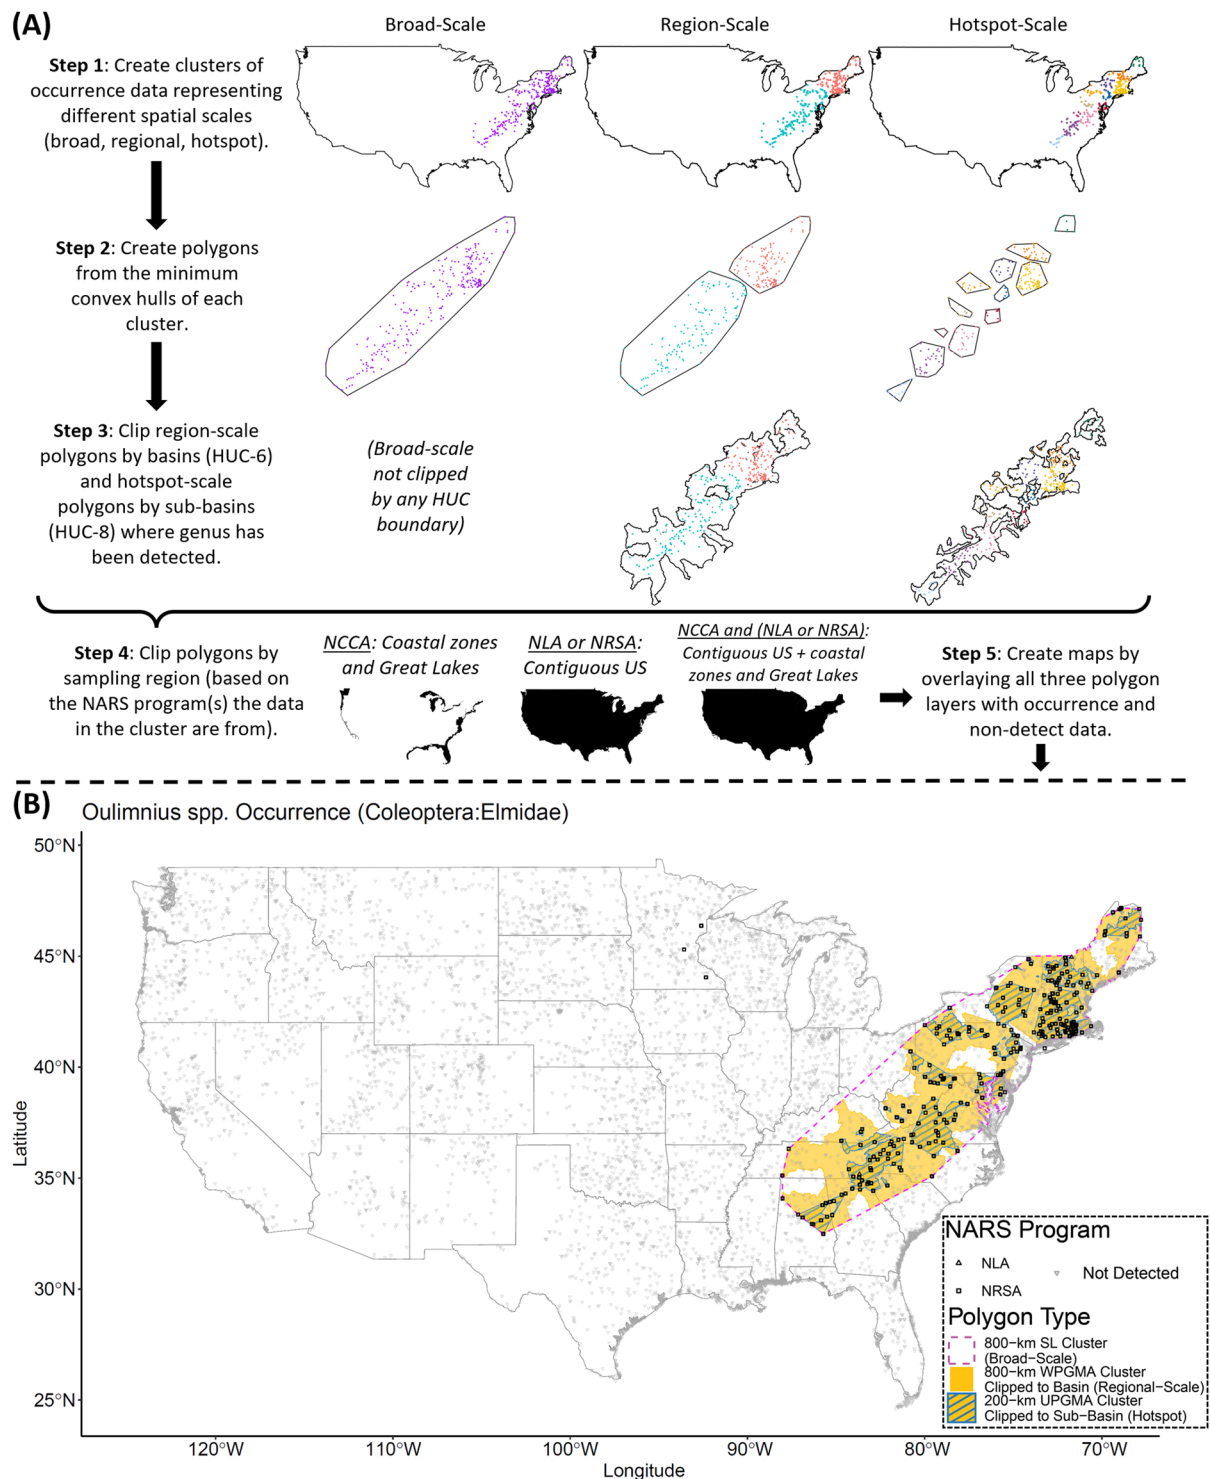 (A)
Broad-Scale
Region-Scale
Hotspot-Scale
Step 1: Create clusters of
occurrence data representing
different spatial scales
(broad, regional, hotspot).
Step 2: Create polygons
from the minimum
convex hulls of each
cluster.
Step 3: Clip region-scale
polygons by basins (HUC-6)
and hotspot-scale
polygons by sub-basins
(HUC-8) where genus has
been detected.
(Broad-scale
not clipped
by any HUC
boundary)
Step 4: Clip polygons by
sampling region (based on
the NARS program(s) the data
in the cluster are from).
NCCA: Coastal zones
and Great Lakes
NLA or NRSA:
Contiguous US
NCCA and (NLA or NRSA):
Contiguous US + coastal
zones and Great Lakes
Step 5: Create maps by
overlaying all three polygon
layers with occurrence and
non-detect data.
(B)
Oulimnius spp. Occurrence (Coleoptera:Elmidae)
50°N
45°N
40°N
35°N
30°N
25°N
Latitude
120°W
110°W
100°W
90°W
80°W
70°W
Longitude
NARS Program
NLA
NRSA
Not Detected
Polygon Type
800−km SL Cluster
(Broad−Scale)
800−km WPGMA Cluster
Clipped to Basin (Regional−Scale)
200−km UPGMA Cluster
Clipped to Sub−Basin (Hotspot)